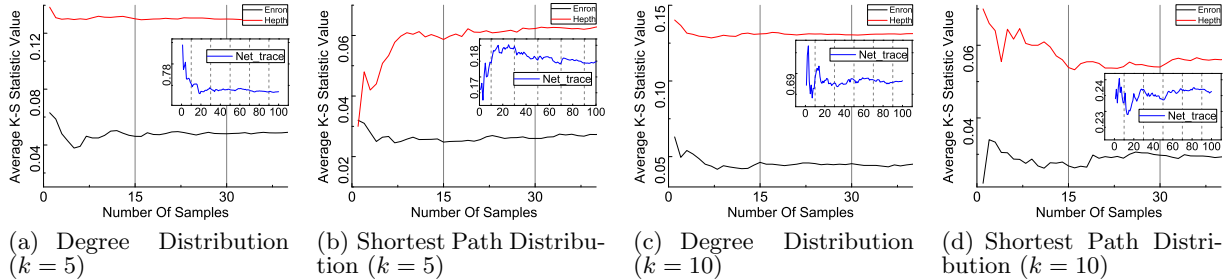 Average K-S Statistic Value
0.12
0.08
0.04
Enron
Hepth
Net_trace
0.78
0 20 40 60 80 100
0 15 30
Number Of Samples
(a) Degree Distribution
(k = 5)
Average K-S Statistic Value
0.06
0.04
0.02
Enron
Hepth
0.18
0.17
Net_trace
0 20 40 60 80 100
0 15 30
Number Of Samples
(b) Shortest Path Distribu-
tion (k = 5)
Average K-S Statistic Value
0.15
0.10
0.05
Enron
Hepth
Net_trace
0.69
0 20 40 60 80 100
0 15 30
Number Of Samples
(c) Degree Distribution
(k = 10)
Average K-S Statistic Value
0.06
0.04
Enron
Hepth
0.24
0.23
Net_trace
0 20 40 60 80 100
0 15 30
Number Of Samples
(d) Shortest Path Distri-
bution (k = 10)